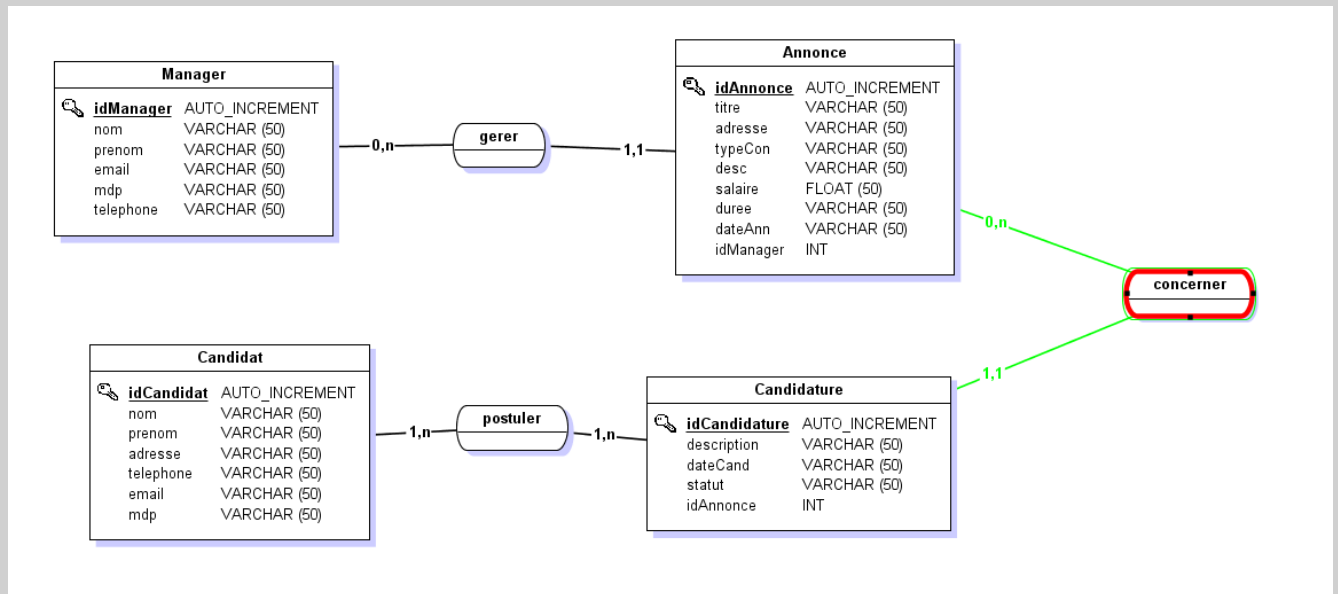 Manager
idManager AUTO_INCREMENT
nom VARCHAR (50)
prenom VARCHAR (50)
email VARCHAR (50)
mdp VARCHAR (50)
telephone VARCHAR (50)
0,n
gerer
1,1
Annonce
idAnnonce AUTO_INCREMENT
titre VARCHAR (50)
adresse VARCHAR (50)
typeCon VARCHAR (50)
desc VARCHAR (50)
salaire FLOAT (50)
duree VARCHAR (50)
dateAnn VARCHAR (50)
idManager INT
0,n
concerner
1,1
Candidat
idCandidat AUTO_INCREMENT
nom VARCHAR (50)
prenom VARCHAR (50)
adresse VARCHAR (50)
telephone VARCHAR (50)
email VARCHAR (50)
mdp VARCHAR (50)
1,n
postuler
1,n
Candidature
idCandidature AUTO_INCREMENT
description VARCHAR (50)
dateCand VARCHAR (50)
statut VARCHAR (50)
idAnnonce INT